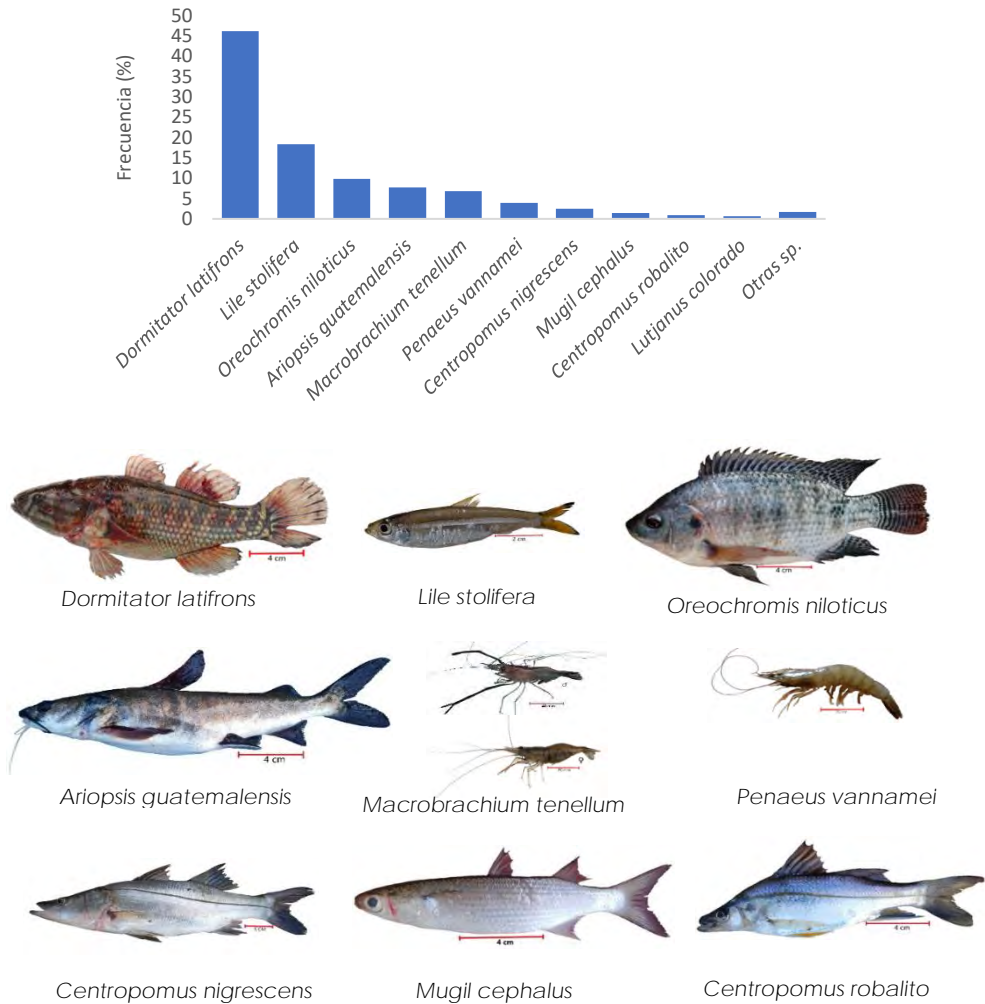 50
45
40
35
30
25
20
15
10
5
0
Frecuencia (%)
Dormitator latifrons
Lile stolifera
Oreochromis niloticus
Ariopsis guatemalensis
Macrobrachium tenellum
Penaeus vannamei
Centropomus nigrescens
Mugil cephalus
Centropomus robalito
Lutjanus colorado
Otras sp.
4 cm
2 cm
4 cm
Dormitator latifrons
Lile stolifera
Oreochromis niloticus
4 cm
♂
♀
Ariopsis guatemalensis
Macrobrachium tenellum
Penaeus vannamei
4 cm
4 cm
Centropomus nigrescens
Mugil cephalus
Centropomus robalito